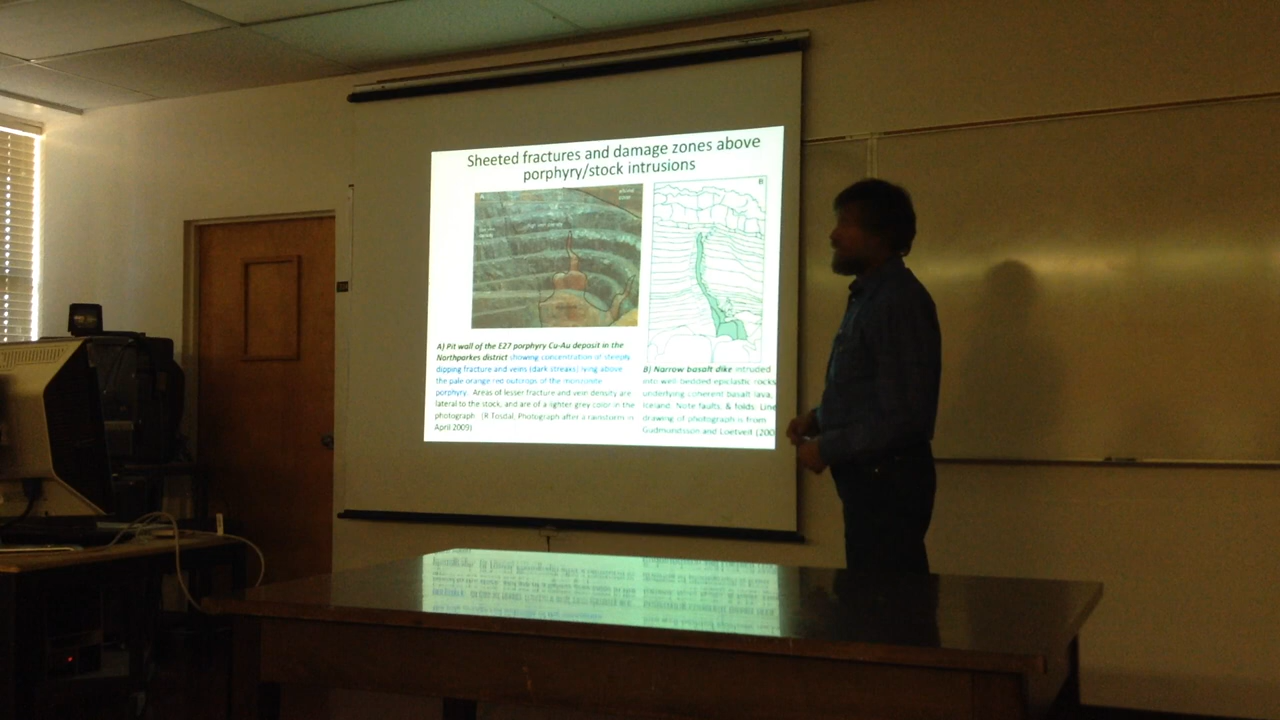 Sheeted fractures and damage zones above
porphyry/stock intrusions
B
A) Pit wall of the E27 porphyry Cu-Au deposit in the
Northparkes district showing concentration of steeply
dipping fracture and veins (dark streaks) lying above
the pale orange-red outcrops of the monzonite
porphyry. Areas of lesser fracture and vein density are
lateral to the stock, and are of a lighter grey color in the
photograph. (R Tosdal, Photograph after a rainstorm in
April 2009)
B) Narrow basalt dike intruded
into well-bedded epiclastic rocks
underlying coherent basalt lava,
Iceland. Note faults, & folds. Line
drawing of photograph is from
Gudmundsson and Loetveit (200